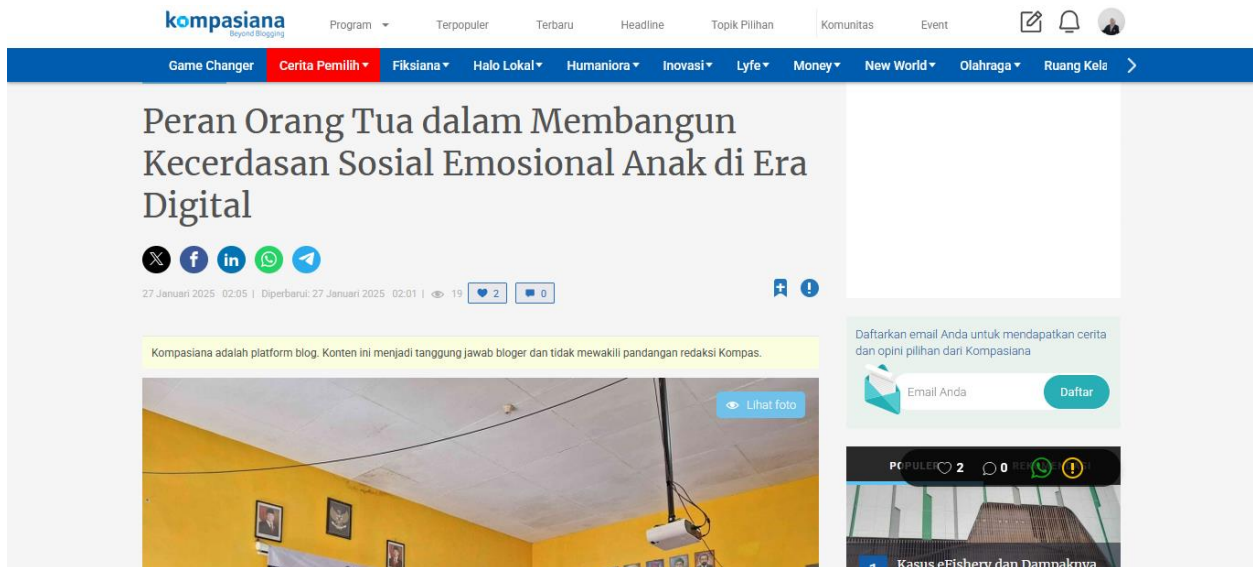 kompasiana
Beyond Blogging
Program
Terpopuler
Terbaru
Headline
Topik Pilihan
Komunitas
Event
Game Changer
Cerita Pemilih
Fiksiana
Halo Lokal
Humaniora
Inovasi
Lyfe
Money
New World
Olahraga
Ruang Kela
Peran Orang Tua dalam Membangun
Kecerdasan Sosial Emosional Anak di Era
Digital
27 Januari 2025 02:05 | Diperbarui: 27 Januari 2025 02:01 | 19
2
0
Kompasiana adalah platform blog. Konten ini menjadi tanggung jawab bloger dan tidak mewakili pandangan redaksi Kompas.
Lihat foto
Daftarkan email Anda untuk mendapatkan cerita
dan opini pilihan dari Kompasiana
Email Anda
Daftar
2
0
1
Kasus eFishery dan Dampaknya